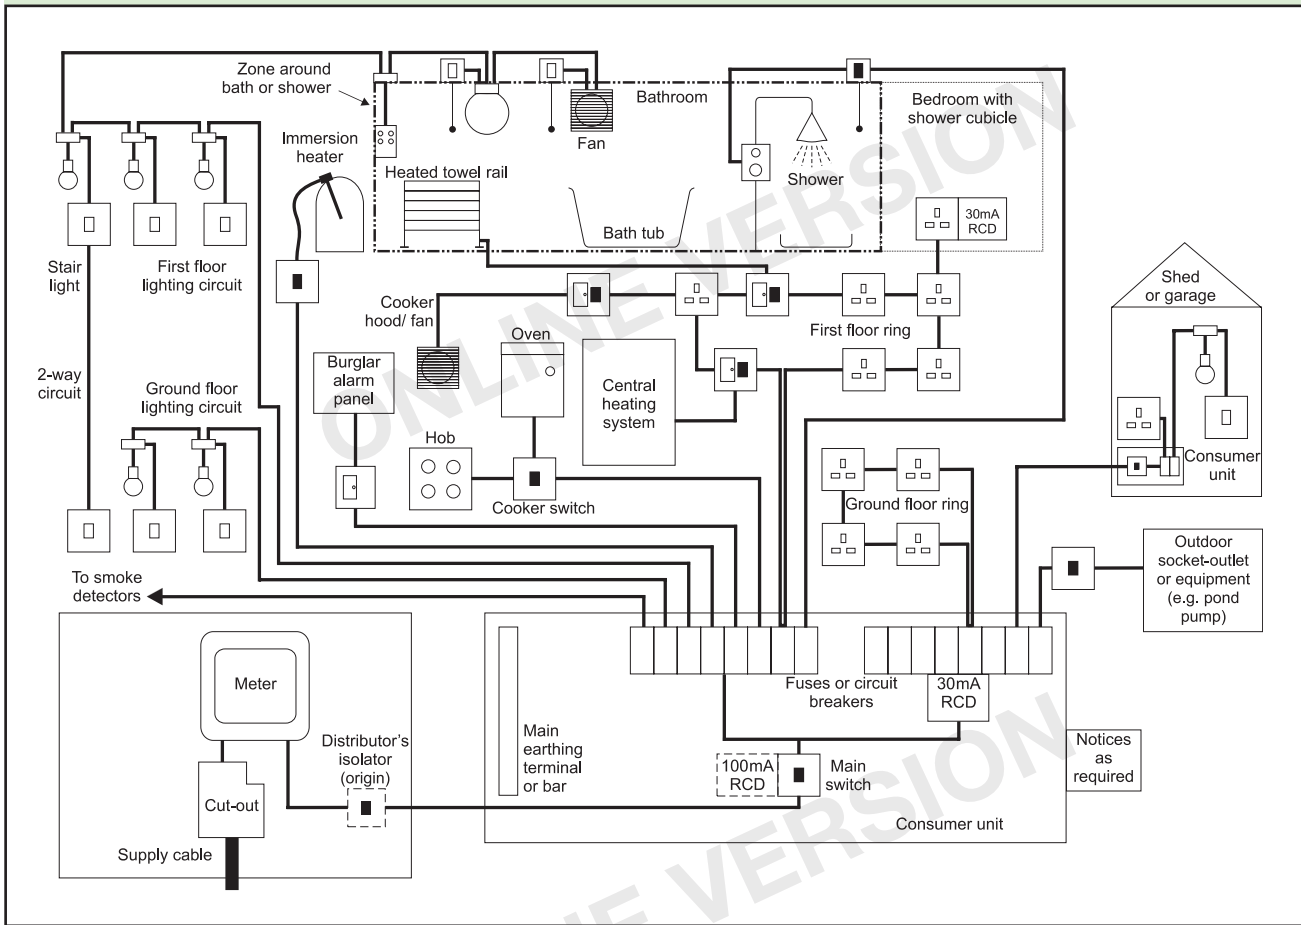 Zone around
bath or shower
Bathroom
Bedroom with
shower cubicle
Immersion
heater
Fan
Heated towel rail
Shower
Bath tub
30mA
RCD
Stair
light
First floor
lighting circuit
Shed
or garage
Cooker
hood/ fan
First floor ring
Oven
2-way
circuit
Ground floor
lighting circuit
Burglar
alarm
panel
Central
heating
system
Hob
Consumer
unit
Cooker switch
Ground floor ring
Outdoor
socket-outlet
or equipment
(e.g. pond
pump)
To smoke
detectors
Meter
Fuses or circuit
breakers
30mA
RCD
Distributor's
isolator
(origin)
Main
earthing
terminal
or bar
100mA
RCD
Main
switch
Notices
as
required
Cut-out
Consumer unit
Supply cable
ONLINE VERSION
NE VERSION